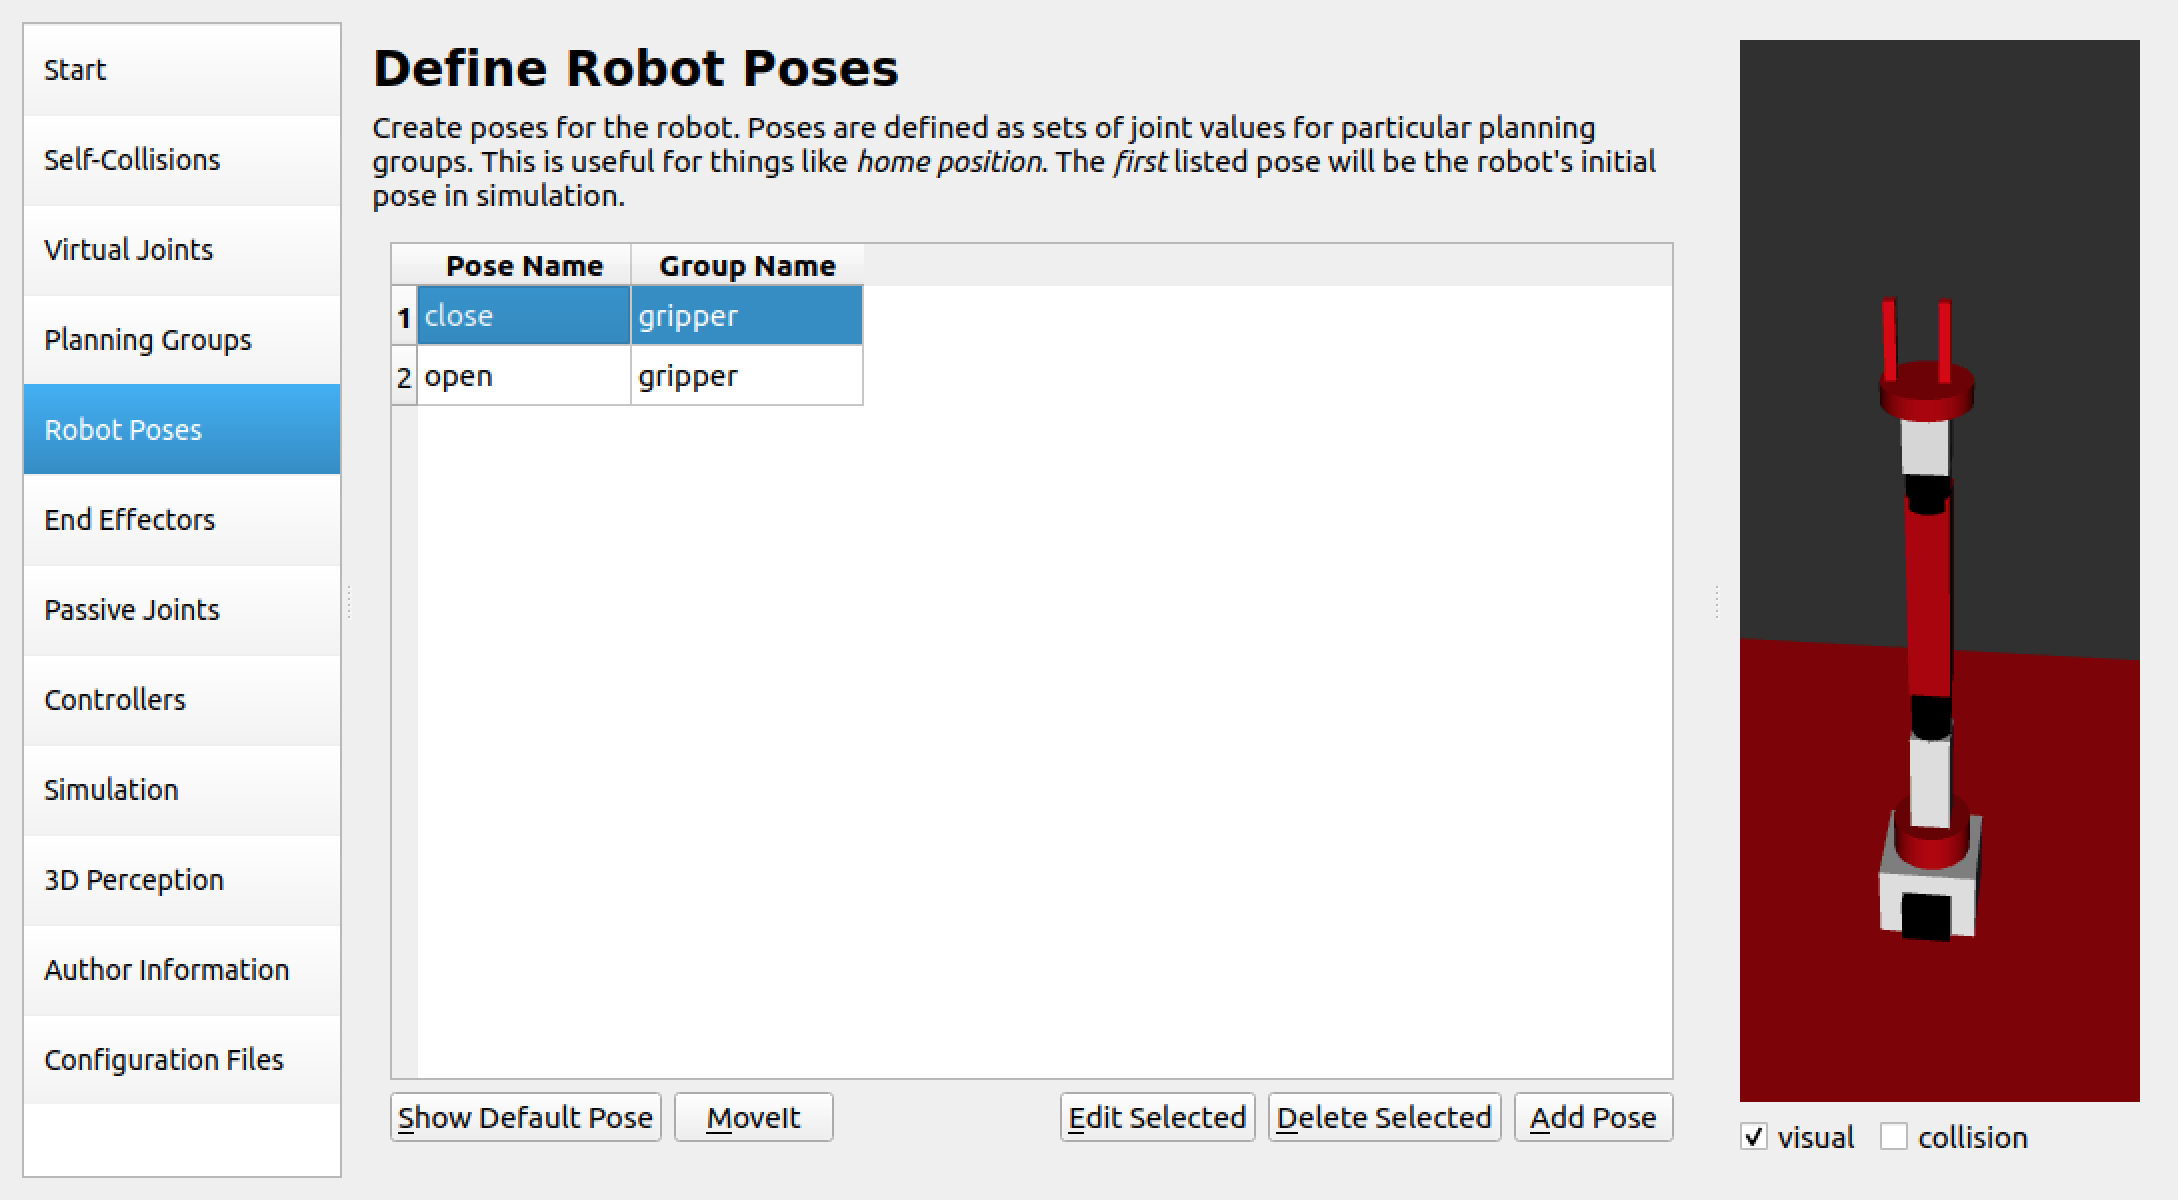 Start
Self-Collisions
Virtual Joints
Planning Groups
Robot Poses
End Effectors
Passive Joints
Controllers
Simulation
3D Perception
Author Information
Configuration Files
Define Robot Poses
Create poses for the robot. Poses are defined as sets of joint values for particular planning
groups. This is useful for things like home position. The first listed pose will be the robot's initial
pose in simulation.
Pose Name Group Name
1 close gripper
2 open gripper
Show Default Pose MoveIt Edit Selected Delete Selected Add Pose
visual collision